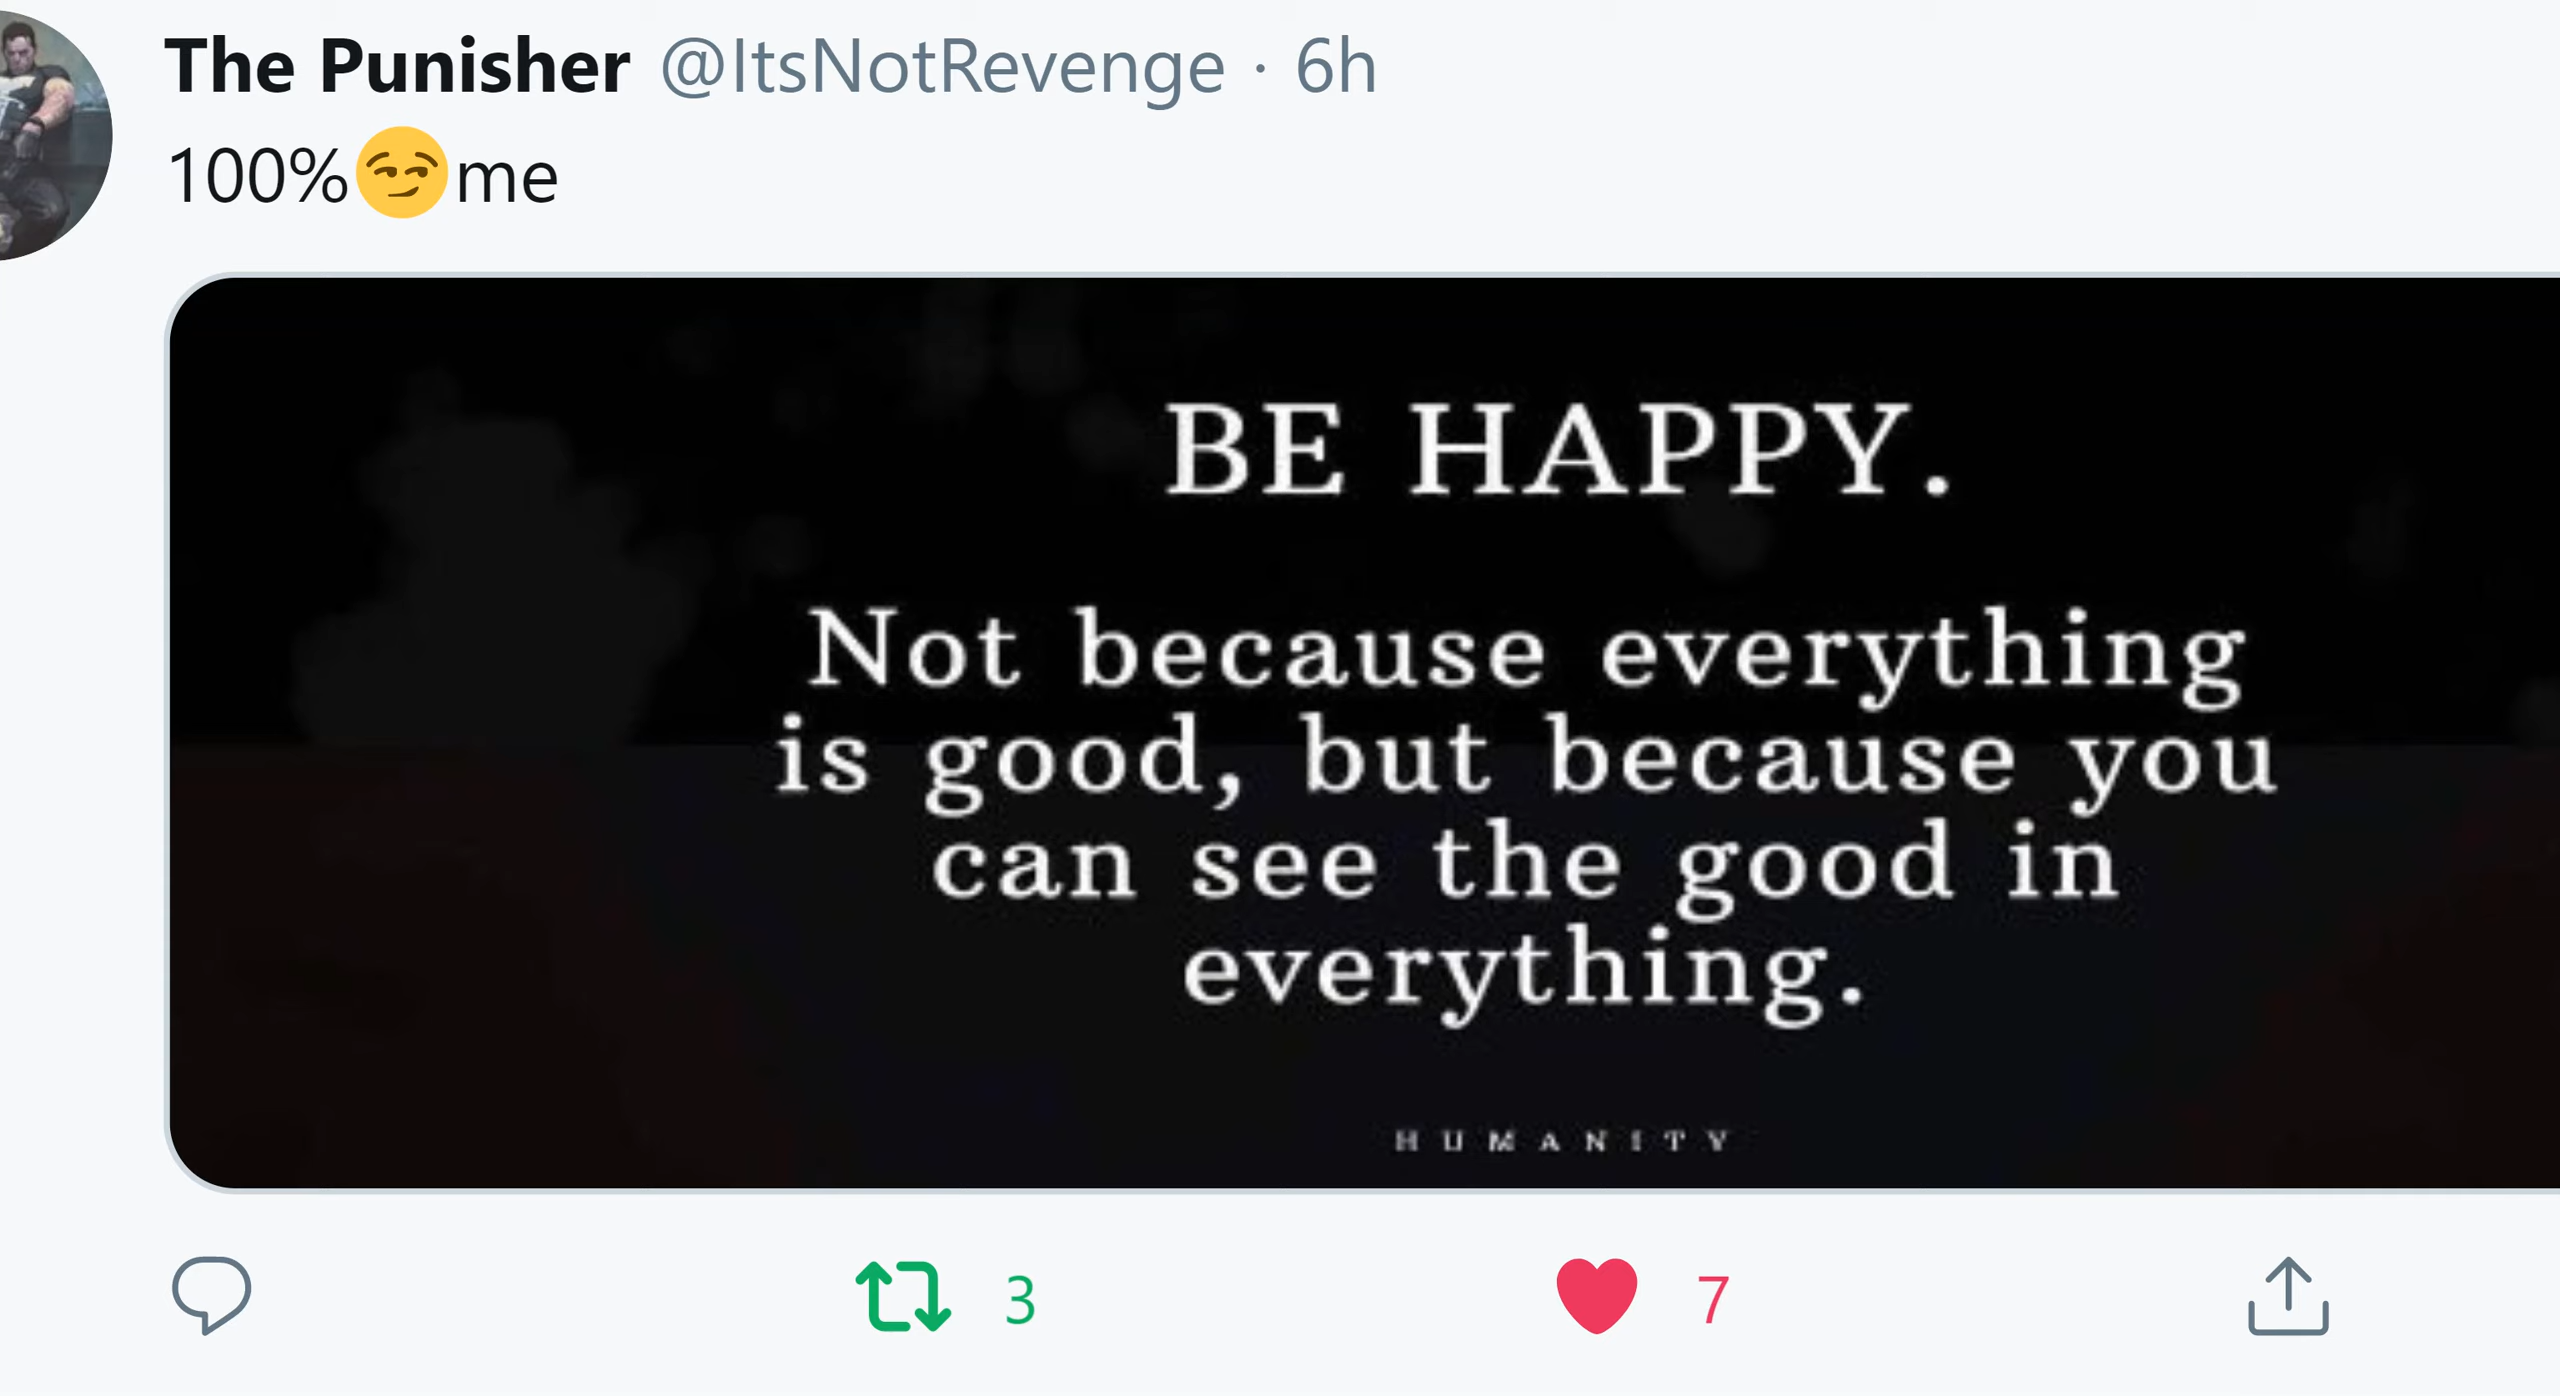 The Punisher @ItsNotRevenge · 6h
100%😏me
BE HAPPY.
Not because everything
is good, but because you
can see the good in
everything.
HUMANITY
3 7